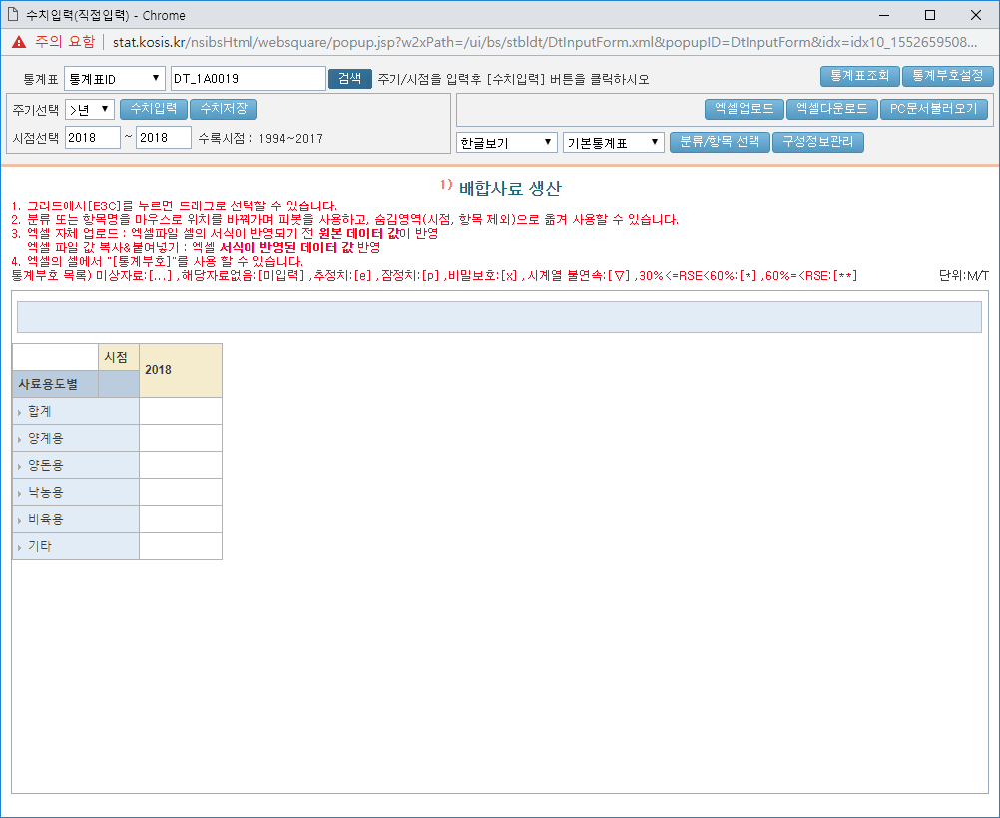 수치입력(직접입력) - Chrome
주의 요함 | stat.kosis.kr/nsibsHtml/websquare/popup.jsp?w2xPath=/ui/bs/stbldt/DtInputForm.xml&popupID=DtInputForm&idx=idx10_1552659508...
통계표 통계표ID DT_1A0019 검색 주기/시점을 입력후 [수치입력] 버튼을 클릭하시오 통계표조회 통계부호설정
주기선택 >년 수치입력 수치저장 엑셀업로드 엑셀다운로드 PC문서불러오기
시점선택 2018 ~ 2018 수록시점 : 1994~2017 한글보기 기본통계표 분류/항목 선택 구성정보관리
1) 배합사료 생산
1. 그리드에서[ESC]를 누르면 드래그로 선택할 수 있습니다.
2. 분류 또는 항목명을 마우스로 위치를 바꿔가며 피봇을 사용하고, 숨김영역(시점, 항목 제외)으로 옮겨 사용할 수 있습니다.
3. 엑셀 자체 업로드 : 엑셀파일 셀의 서식이 반영되기 전 원본 데이터 값이 반영
엑셀 파일 값 복사&붙여넣기 : 엑셀 서식이 반영된 데이터 값 반영
4. 엑셀의 셀에서 "[통계부호]"를 사용 할 수 있습니다.
통계부호 목록) 미상자료:[...] ,해당자료없음:[미입력] ,추정치:[e] ,잠정치:[p] ,비밀보호:[x] ,시계열 불연속:[▽] ,30%<=RSE<60%:[*] ,60%=<RSE:[**] 단위:M/T
시점 2018
사료용도별
합계
양계용
양돈용
낙농용
비육용
기타